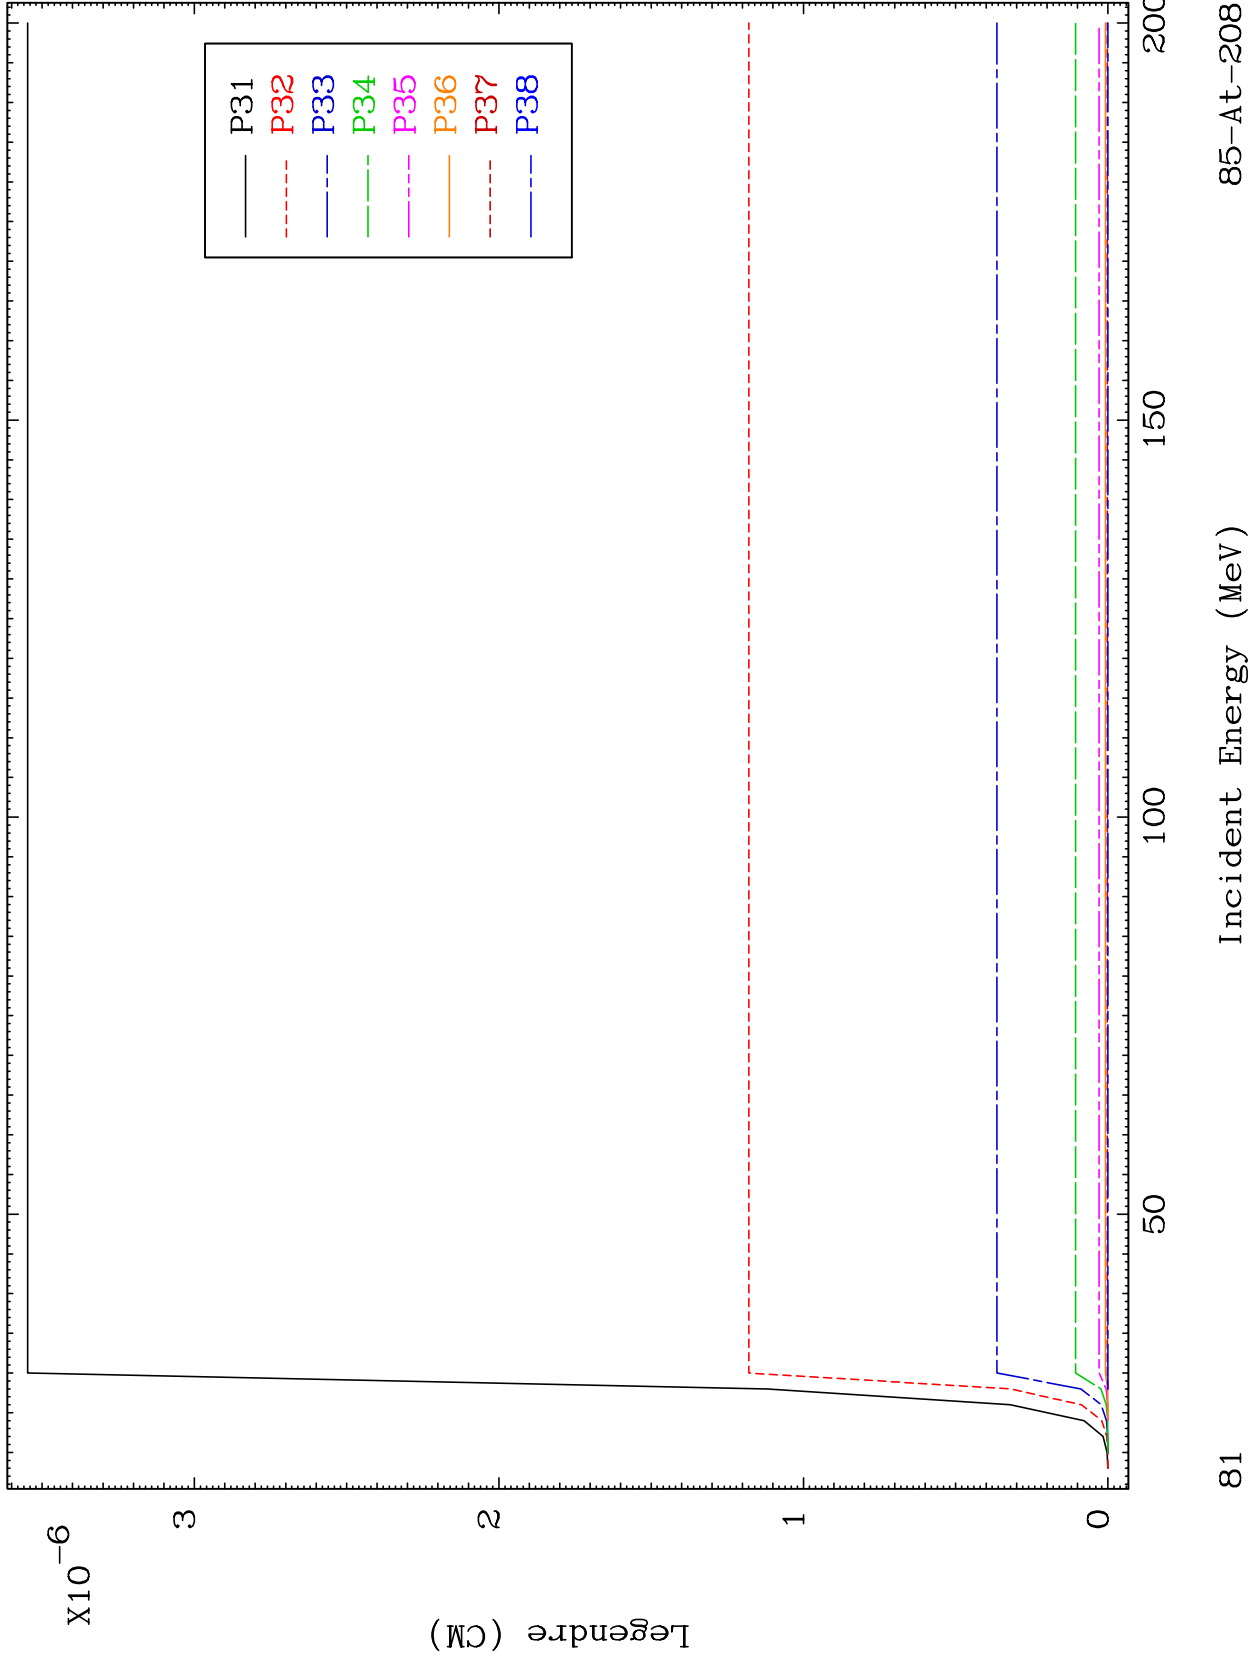 X10-6
3
2
1
0
Legendre (CM)
P31
P32
P33
P34
P35
P36
P37
P38
50
100
150
200
Incident Energy (MeV)
81
85-At-208